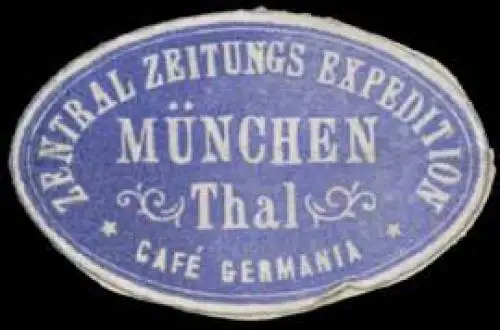 ZENTRAL ZEITUNGS EXPEDITION
MÜNCHEN
Thal
CAFÉ GERMANIA